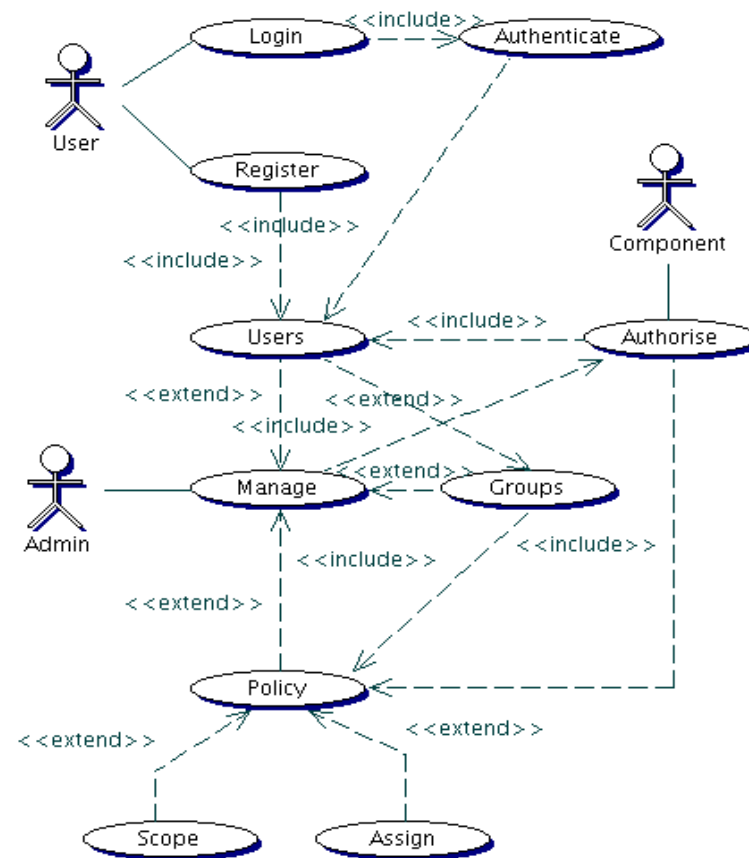 <<include>>
Login
Authenticate
User
Register
<<include>>
Component
<<include>>
<<include>>
Users
Authorise
<<extend>>
<<extend>>
<<include>>
<<extend>>
Manage
Groups
Admin
<<include>>
<<include>>
<<extend>>
Policy
<<extend>>
<<extend>>
Scope
Assign